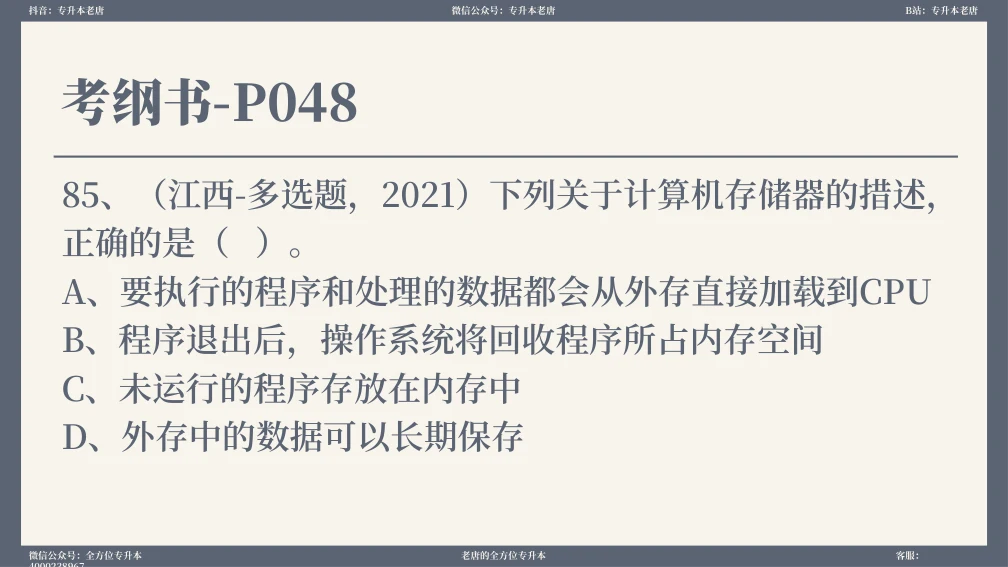 抖音：专升本老唐
微信公众号：专升本老唐
B站：专升本老唐
考纲书-P048
85、（江西-多选题，2021）下列关于计算机存储器的措述,
正确的是（  ）。
A、要执行的程序和处理的数据都会从外存直接加载到CPU
B、程序退出后，操作系统将回收程序所占内存空间
C、未运行的程序存放在内存中
D、外存中的数据可以长期保存
微信公众号：全方位专升本
老唐的全方位专升本
客服：
4000238967